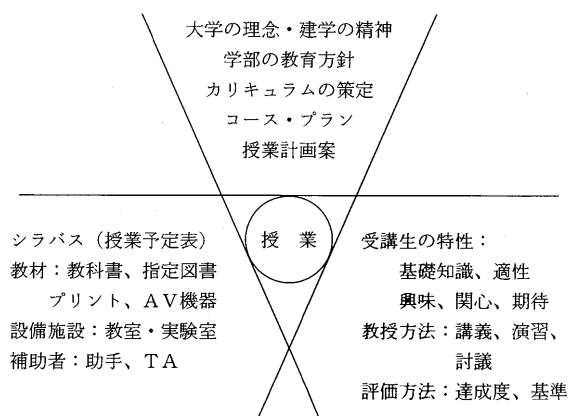 大学の理念・建学の精神
学部の教育方針
カリキュラムの策定
コース・プラン
授業計画案
授 業
シラバス（授業予定表）
教材：教科書、指定図書
プリント、ＡＶ機器
設備施設：教室・実験室
補助者：助手、ＴＡ
受講生の特性：
基礎知識、適性
興味、関心、期待
教授方法：講義、演習、
討議
評価方法：達成度、基準